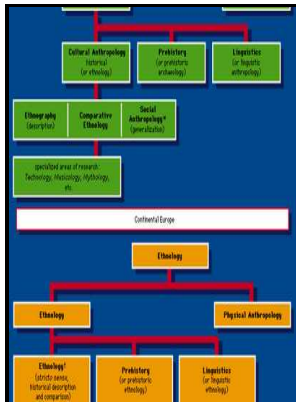 Cultural Anthropology
historical
(or ethnology)
Prehistory
(or prehistoric
archaeology)
Linguistics
(or linguistic
anthropology)
Ethnography
(description)
Comparative
Ethnology
Social
Anthropology*
(generalization)
specialized areas of research:
Technology, Musicology, Mythology,
etc.
Continental Europe
Ethnology
Ethnology
Physical Anthropology
Ethnology†
(stricto sensu,
historical description
and comparison)
Prehistory
(or prehistoric
ethnology)
Linguistics
(or linguistic
ethnology)